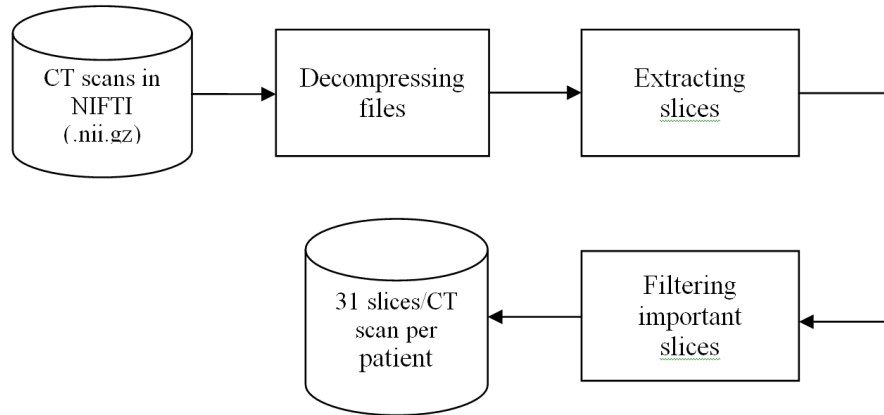 CT scans in
NIFTI
(.nii.gz)
Decompressing
files
Extracting
slices
Filtering
important
slices
31 slices/CT
scan per
patient